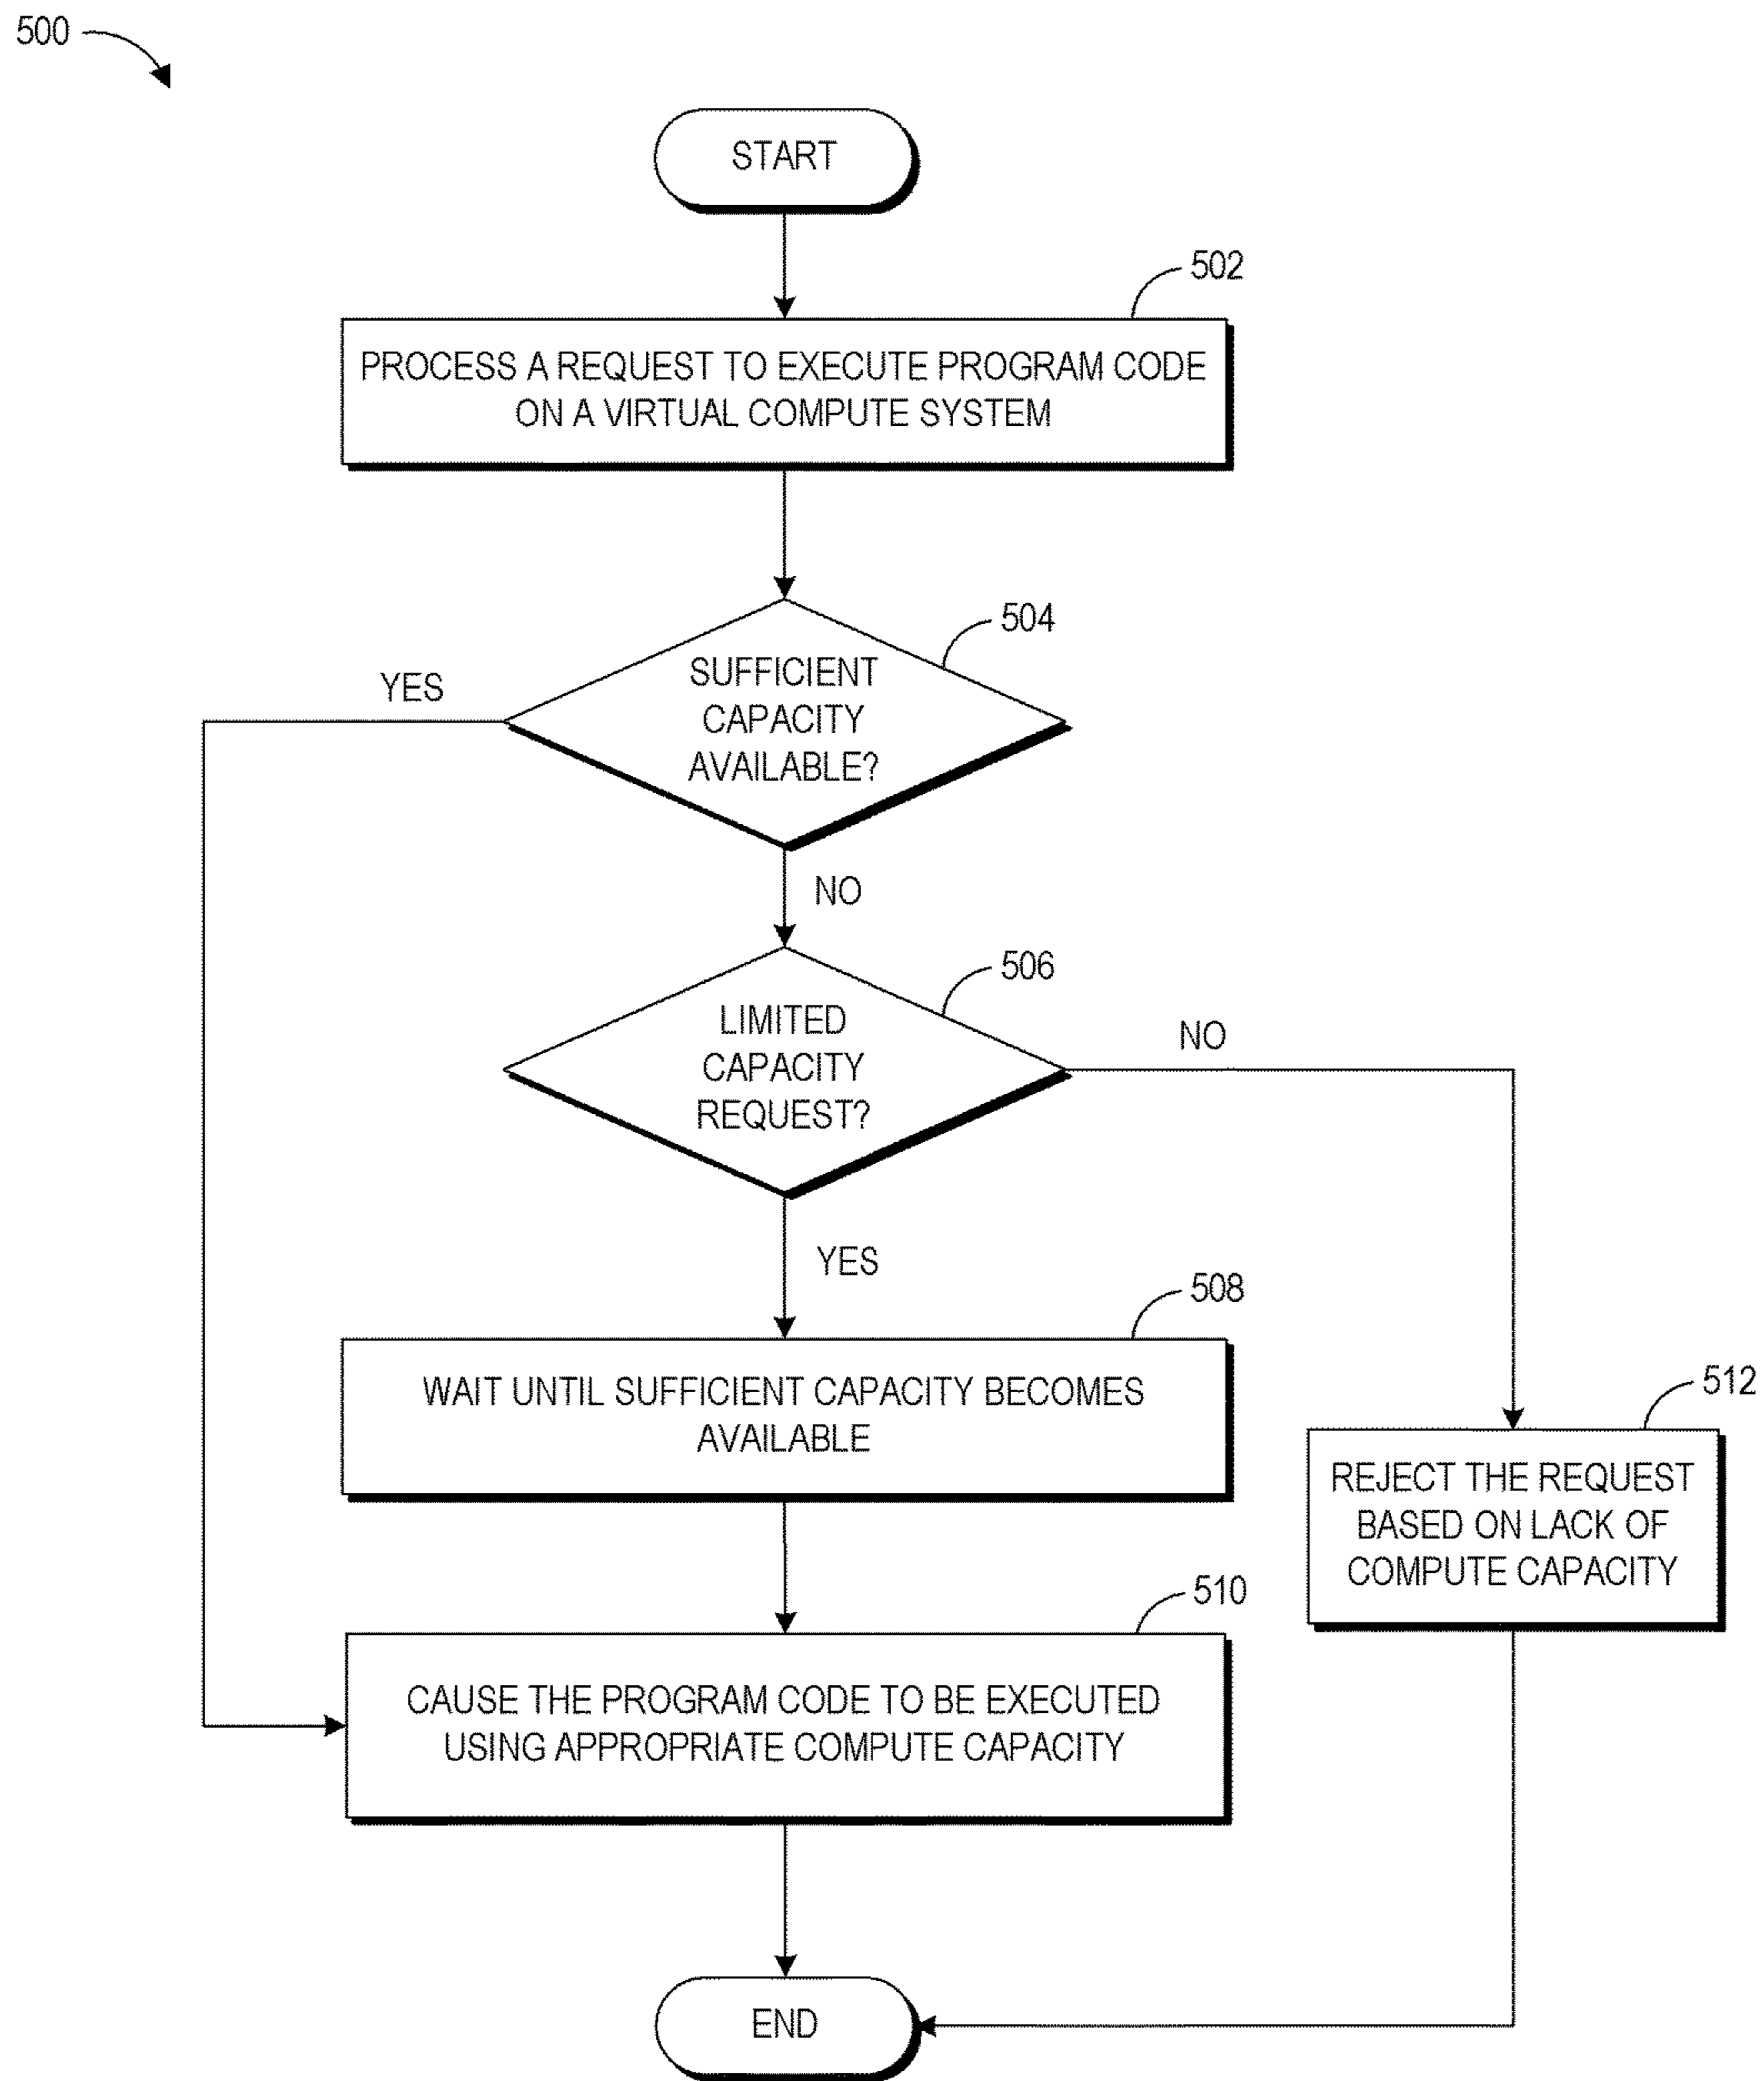 500
START
502
PROCESS A REQUEST TO EXECUTE PROGRAM CODE
ON A VIRTUAL COMPUTE SYSTEM
504
SUFFICIENT
CAPACITY
AVAILABLE?
YES
NO
506
LIMITED
CAPACITY
REQUEST?
NO
YES
508
WAIT UNTIL SUFFICIENT CAPACITY BECOMES
AVAILABLE
512
REJECT THE REQUEST
BASED ON LACK OF
COMPUTE CAPACITY
510
CAUSE THE PROGRAM CODE TO BE EXECUTED
USING APPROPRIATE COMPUTE CAPACITY
END